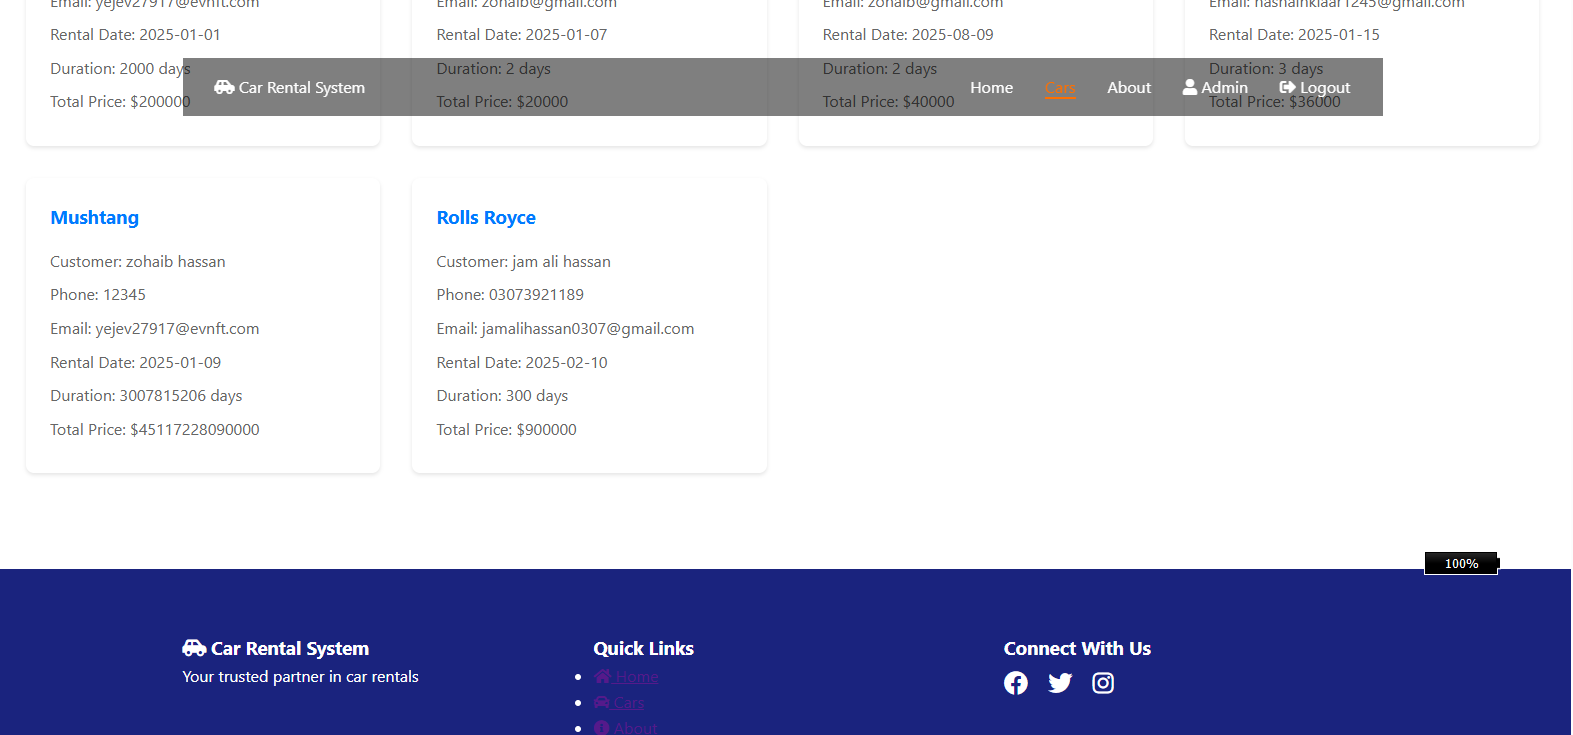 Email: yejev27917@evnft.com
Rental Date: 2025-01-01
Duration: 2000 days
Total Price: $200000
Email: zohaib@gmail.com
Rental Date: 2025-01-07
Duration: 2 days
Total Price: $20000
Email: zohaib@gmail.com
Rental Date: 2025-08-09
Duration: 2 days
Total Price: $40000
Email: hashainklaar1245@gmail.com
Rental Date: 2025-01-15
Duration: 3 days
Total Price: $36000
Car Rental System
Home
Cars
About
Admin
Logout
Mushtang
Customer: zohaib hassan
Phone: 12345
Email: yejev27917@evnft.com
Rental Date: 2025-01-09
Duration: 3007815206 days
Total Price: $45117228090000
Rolls Royce
Customer: jam ali hassan
Phone: 03073921189
Email: jamalihassan0307@gmail.com
Rental Date: 2025-02-10
Duration: 300 days
Total Price: $900000
100%
Car Rental System
Your trusted partner in car rentals
Quick Links
Home
Cars
About
Connect With Us